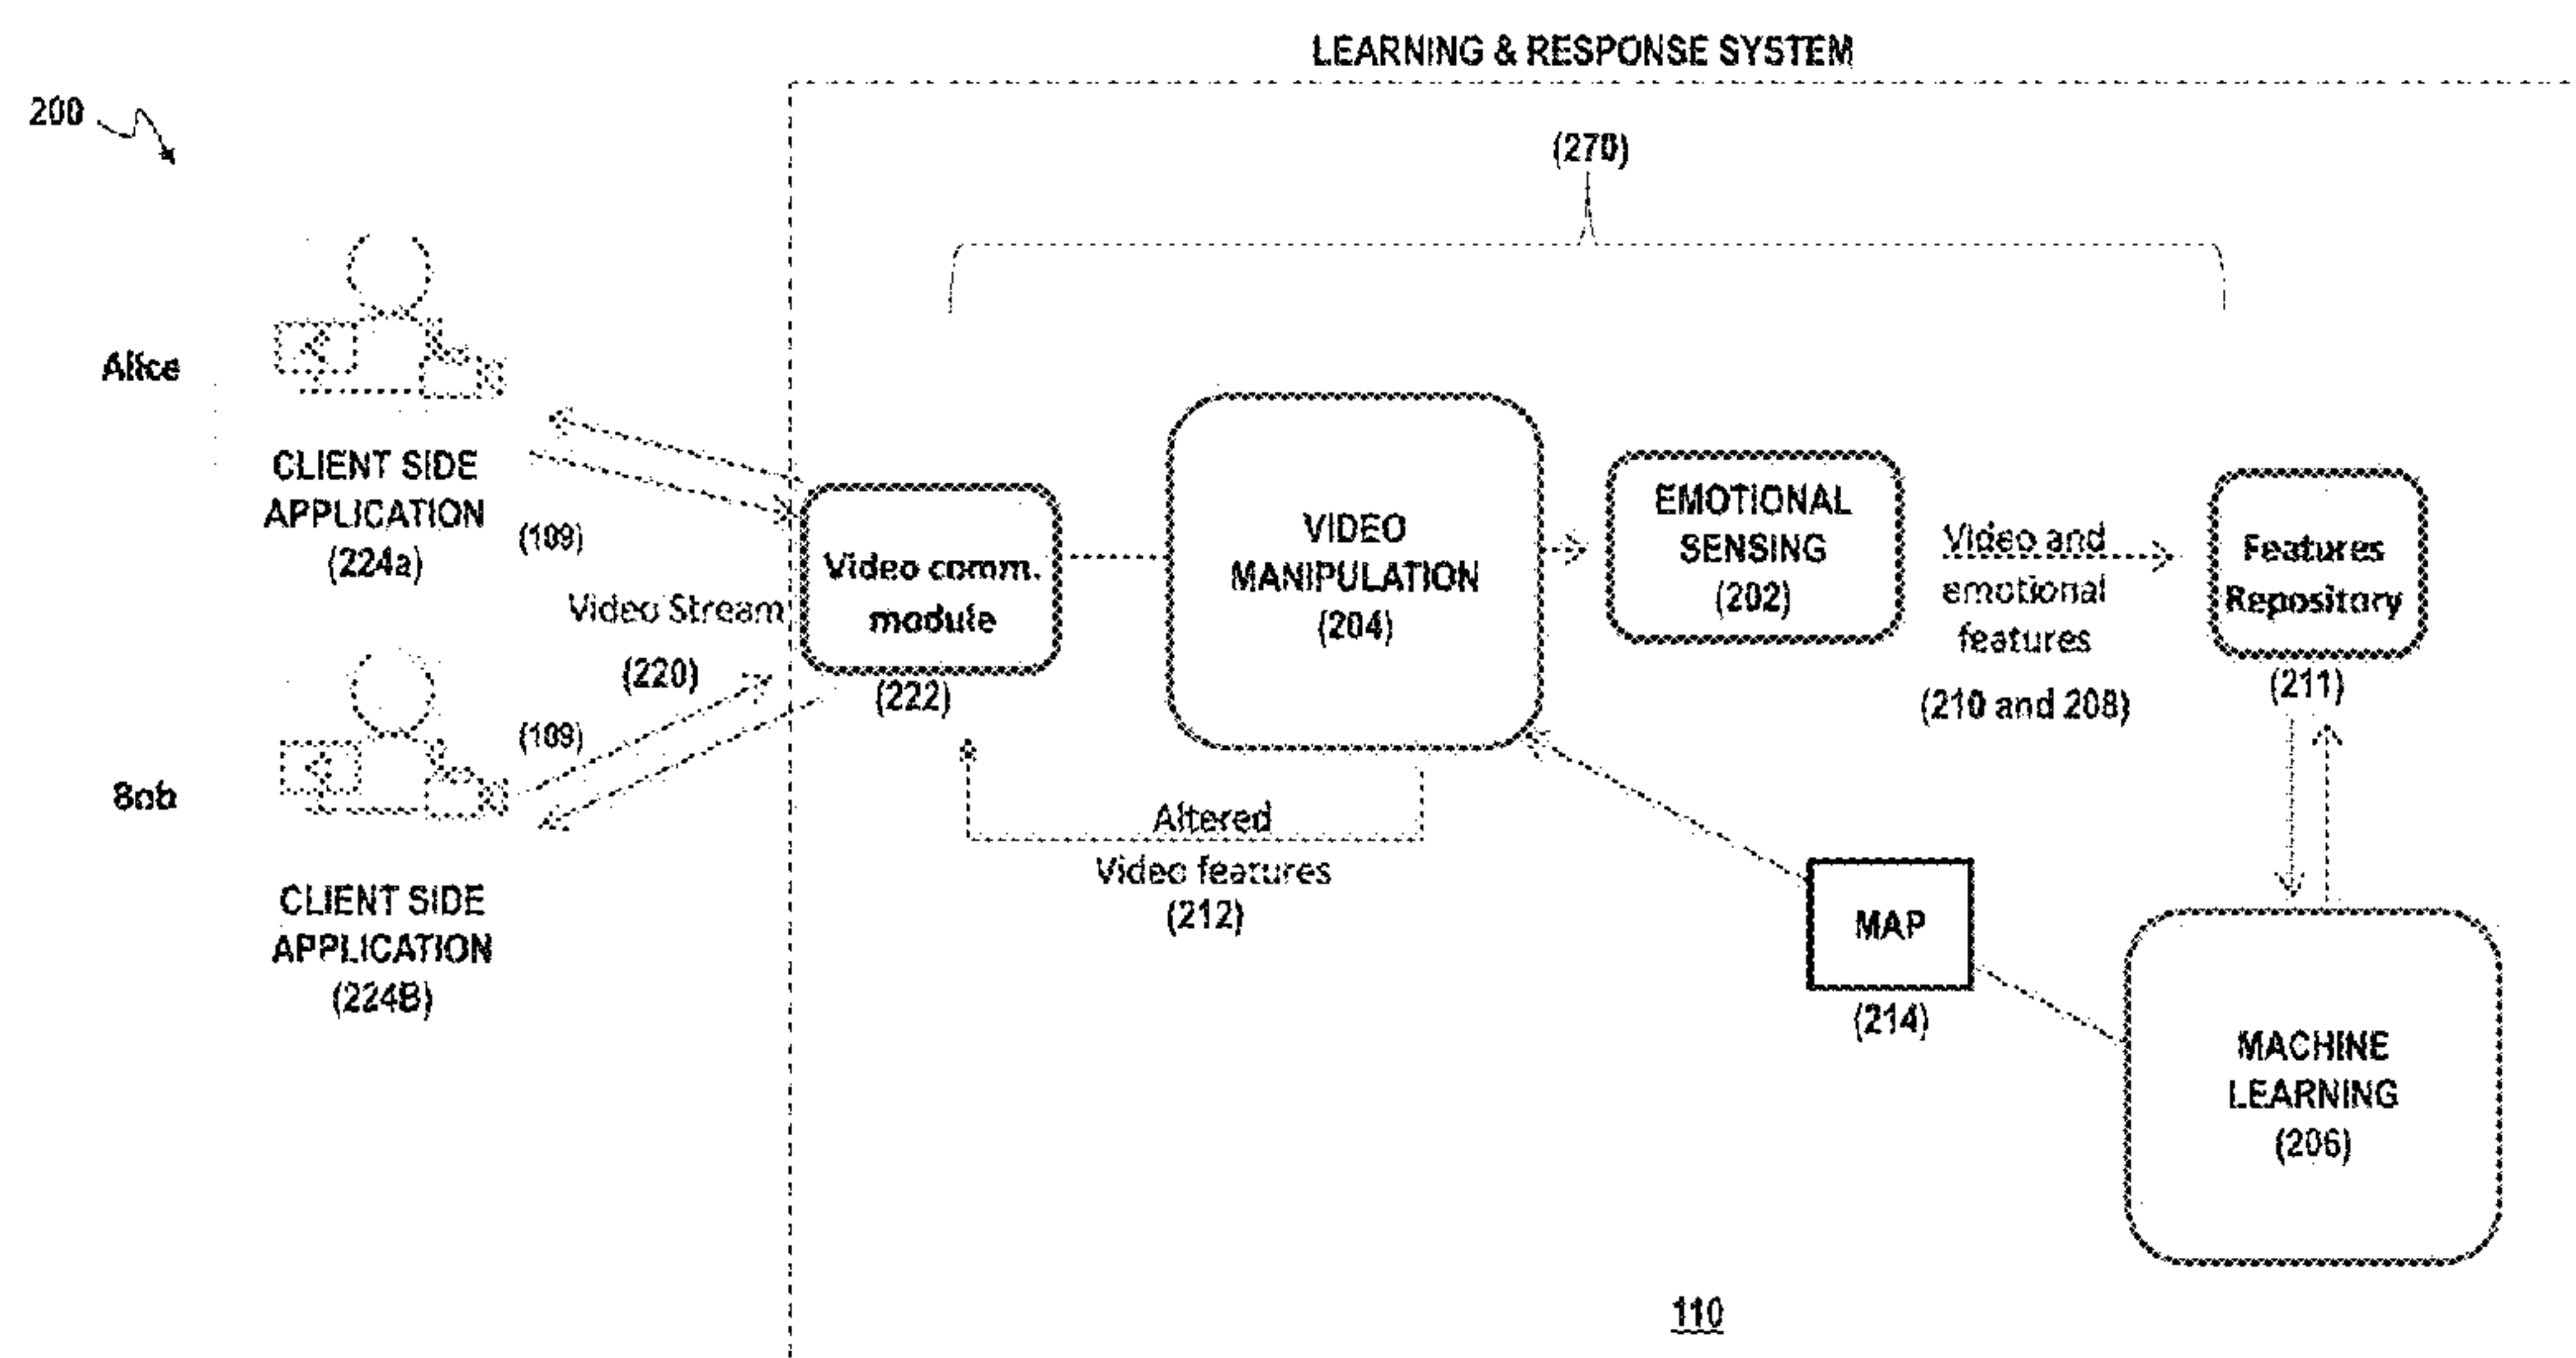 LEARNING & RESPONSE SYSTEM
200
(270)
Alice
CLIENT SIDE
APPLICATION
(224a)
(109)
Video Stream
(220)
(109)
Bob
CLIENT SIDE
APPLICATION
(224B)
Video comm.
module
(222)
VIDEO
MANIPULATION
(204)
EMOTIONAL
SENSING
(202)
Video and
emotional
features
(210 and 208)
Features
Repository
(211)
Altered
Video features
(212)
MAP
(214)
MACHINE
LEARNING
(206)
110